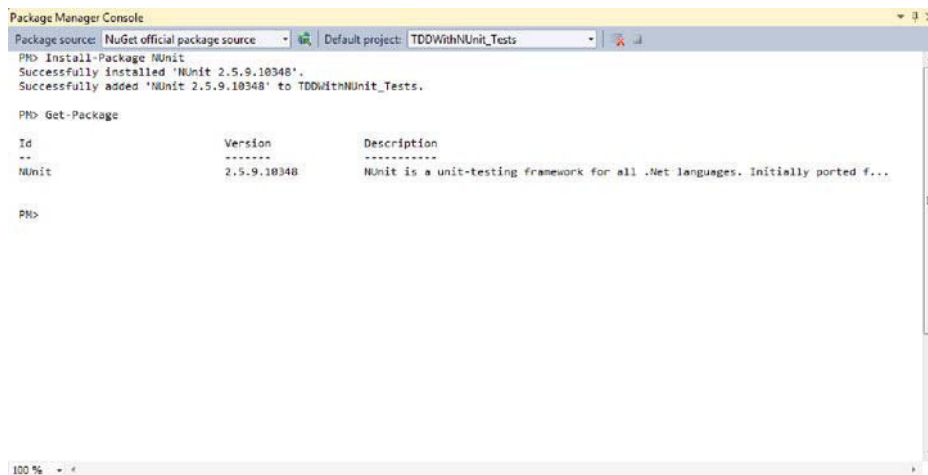 Package Manager Console
Package source: NuGet official package source Default project: TDDWithNUnit_Tests
PM> Install-Package NUnit
Successfully installed 'NUnit 2.5.9.10348'.
Successfully added 'NUnit 2.5.9.10348' to TDDWithNUnit_Tests.
PM> Get-Package
Id Version Description
-- ------- -----------
NUnit 2.5.9.10348 NUnit is a unit-testing framework for all .Net languages. Initially ported f...
PM>
100 %